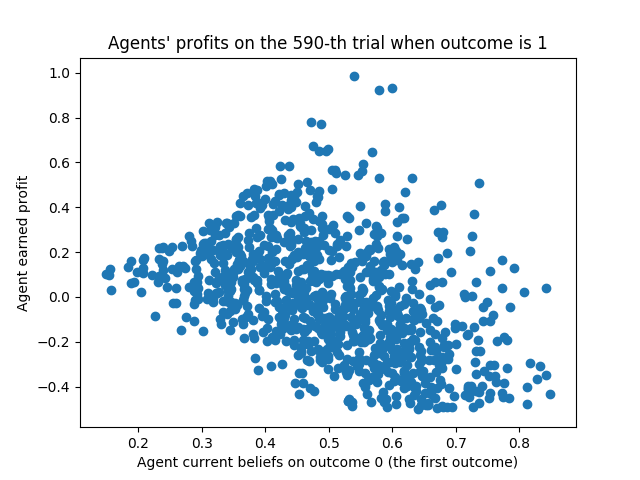 Agents' profits on the 590-th trial when outcome is 1
1.0
0.8
0.6
0.4
0.2
0.0
−0.2
−0.4
Agent earned profit
0.2 0.3 0.4 0.5 0.6 0.7 0.8
Agent current beliefs on outcome 0 (the first outcome)